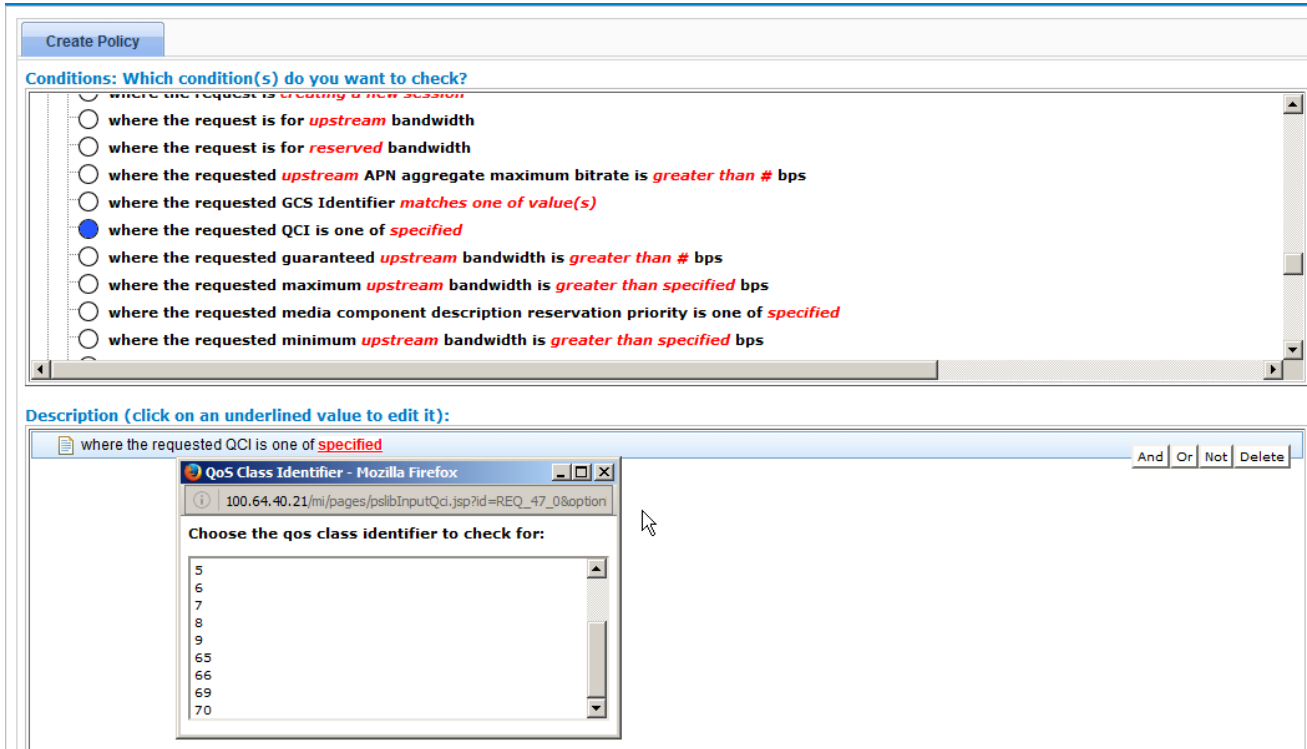 Create Policy
Conditions: Which condition(s) do you want to check?
where the request is creating a new session
where the request is for upstream bandwidth
where the request is for reserved bandwidth
where the requested upstream APN aggregate maximum bitrate is greater than # bps
where the requested GCS Identifier matches one of value(s)
where the requested QCI is one of specified
where the requested guaranteed upstream bandwidth is greater than # bps
where the requested maximum upstream bandwidth is greater than specified bps
where the requested media component description reservation priority is one of specified
where the requested minimum upstream bandwidth is greater than specified bps
Description (click on an underlined value to edit it):
where the requested QCI is one of specified
And Or Not Delete
QoS Class Identifier - Mozilla Firefox
100.64.40.21/mi/pages/pslibInputQci.jsp?id=REQ_47_0&option
Choose the qos class identifier to check for:
5
6
7
8
9
65
66
69
70